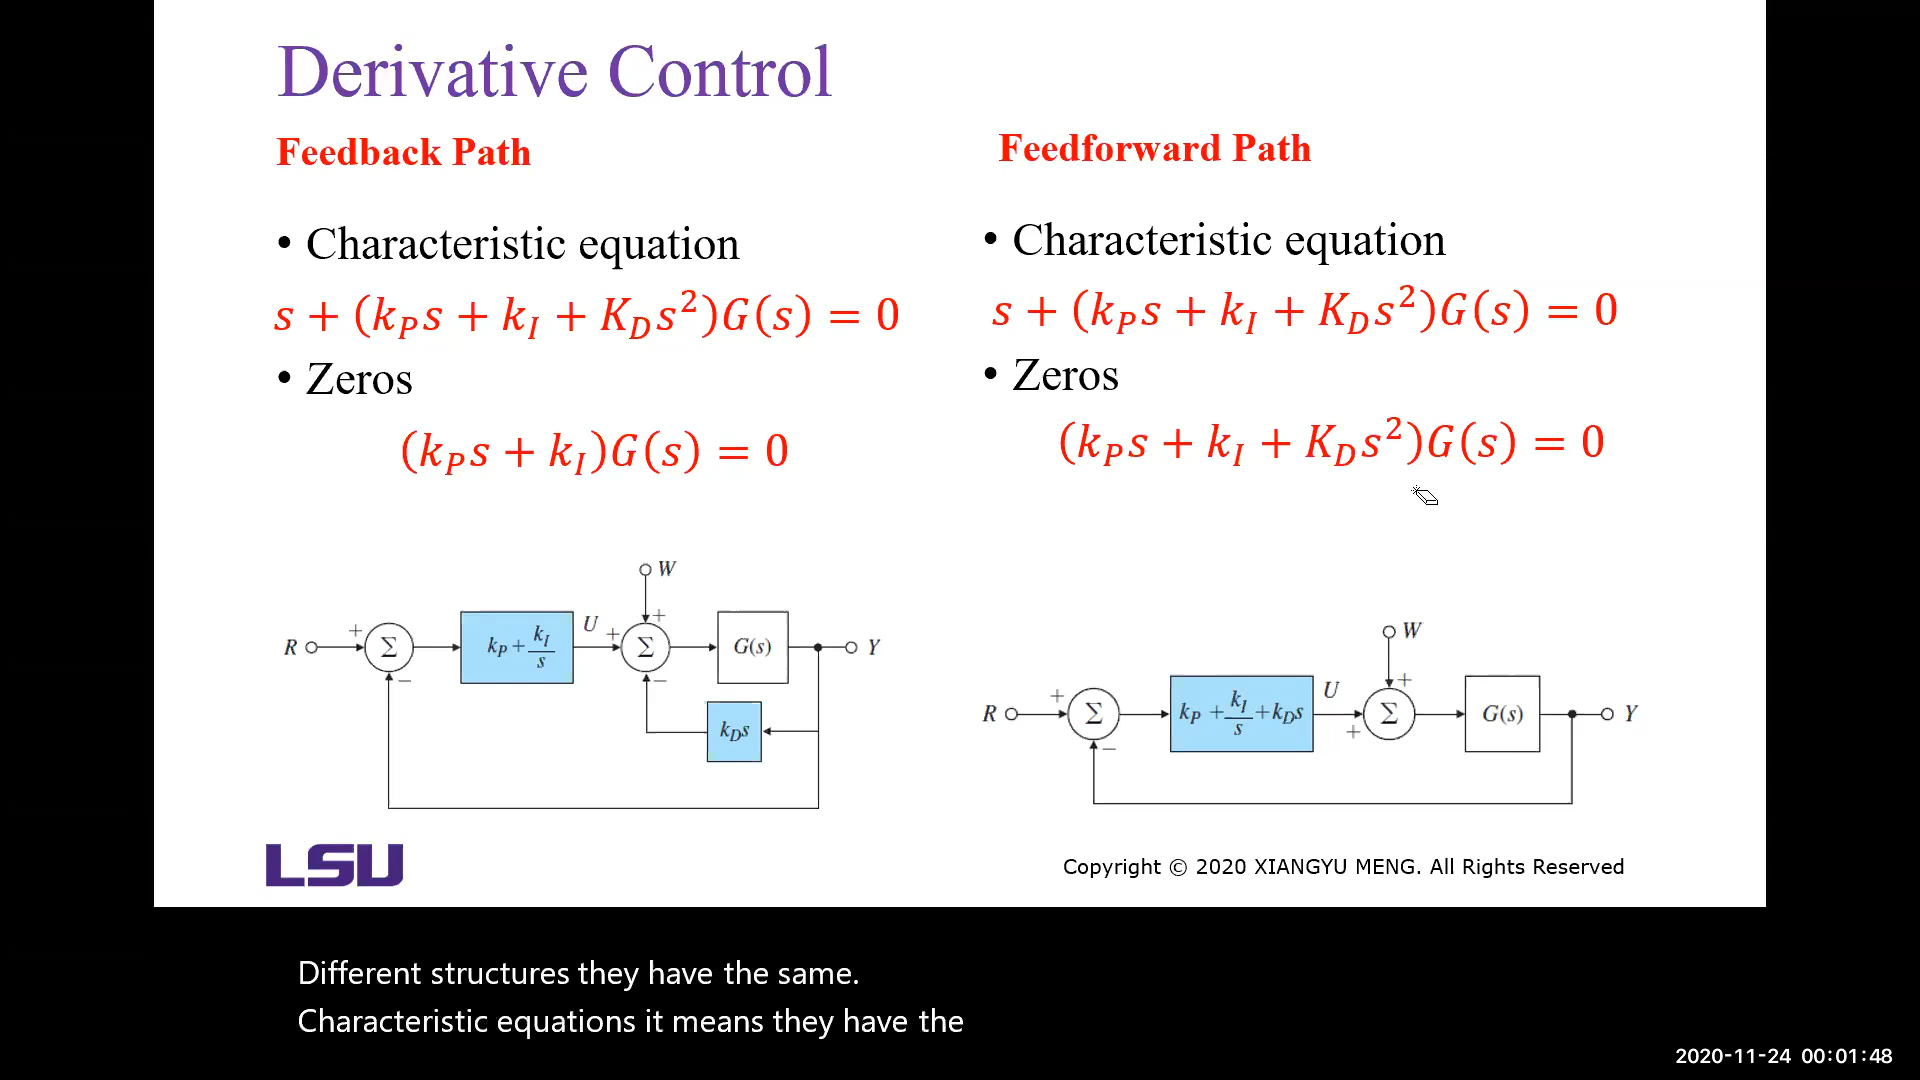 Derivative Control
Feedback Path
• Characteristic equation
s + (k_P s + k_I + K_D s²)G(s) = 0
• Zeros
(k_P s + k_I)G(s) = 0
Feedforward Path
• Characteristic equation
s + (k_P s + k_I + K_D s²)G(s) = 0
• Zeros
(k_P s + k_I + K_D s²)G(s) = 0
W
+
R + Σ k_P + k_I/s U + Σ G(s) Y
−
−
k_D s
W
+
R + Σ k_P + k_I/s + k_D s U + Σ G(s) Y
−
LSU
Copyright © 2020 XIANGYU MENG. All Rights Reserved
Different structures they have the same.
Characteristic equations it means they have the
2020-11-24 00:01:48